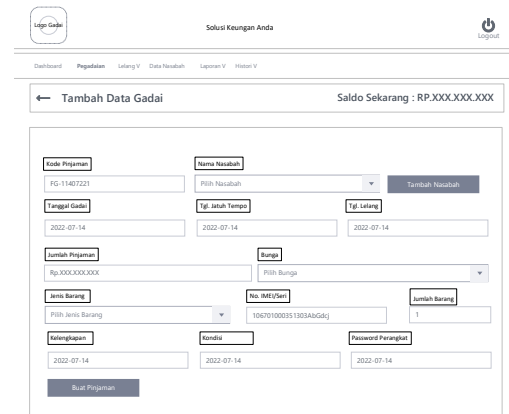 Logo Gadai
Solusi Keungan Anda
Logout
Dashboard Pegadaian Lelang V Data Nasabah Laporan V Histori V
Tambah Data Gadai Saldo Sekarang : RP.XXX.XXX.XXX
Kode Pinjaman Nama Nasabah
FG-11407221 Pilih Nasabah Tambah Nasabah
Tanggal Gadai Tgl. Jatuh Tempo Tgl. Lelang
2022-07-14 2022-07-14 2022-07-14
Jumlah Pinjaman Bunga
Rp.XXX.XXX.XXX Pilih Bunga
Jenis Barang No. IMEI/Seri Jumlah Barang
Pilih Jenis Barang 106701000351303AbGdcj 1
Kelengkapan Kondisi Password Perangkat
2022-07-14 2022-07-14 2022-07-14
Buat Pinjaman